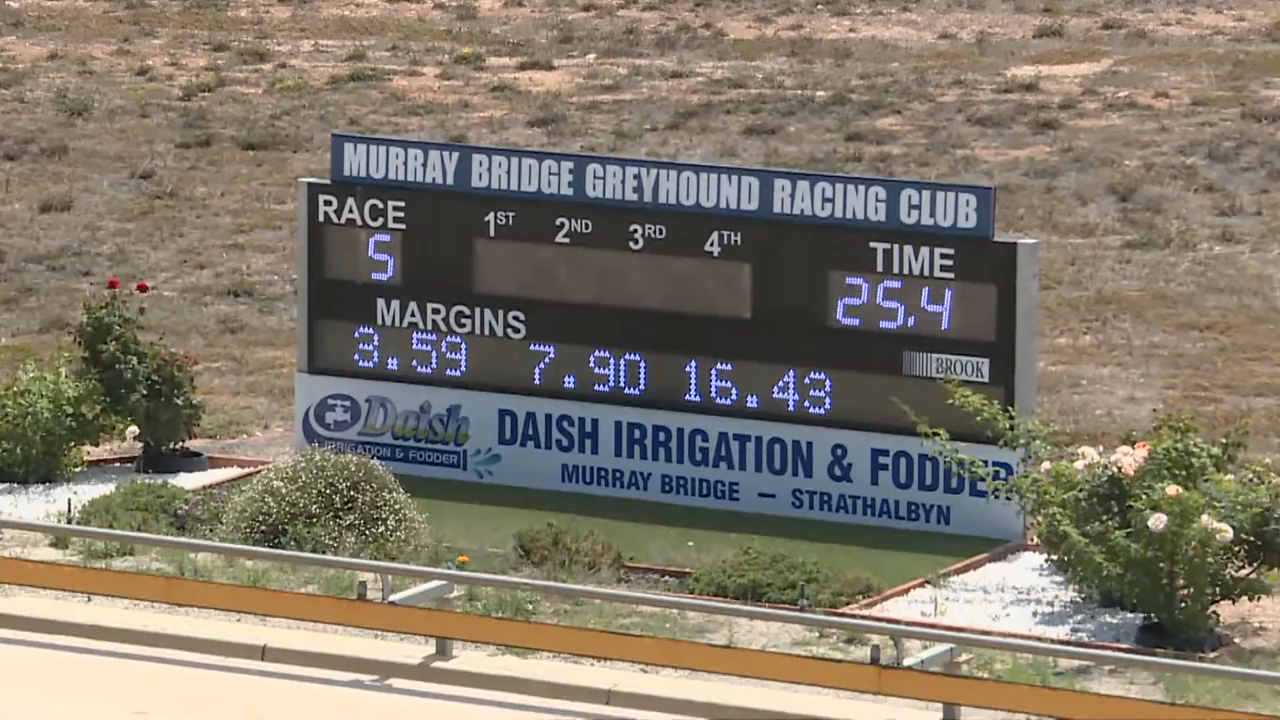 MURRAY BRIDGE GREYHOUND RACING CLUB
RACE 1ST 2ND 3RD 4TH TIME
5 25.4
MARGINS
3.59 7.90 16.43
BROOK
Daish
IRRIGATION & FODDER
DAISH IRRIGATION & FODDER
MURRAY BRIDGE – STRATHALBYN